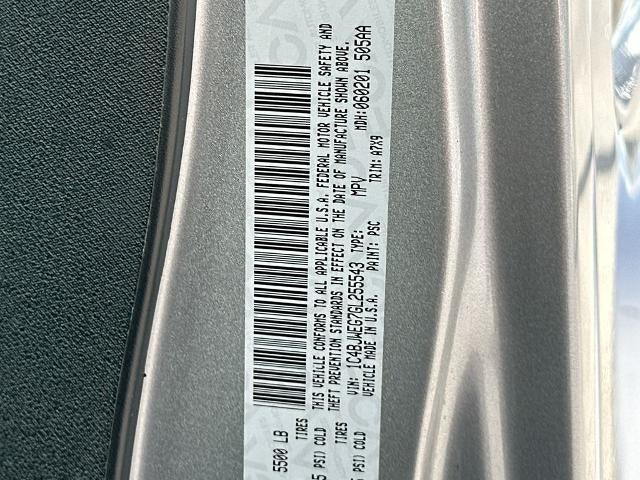 5500 LB
TIRES
5 PSI) COLD
THIS VEHICLE CONFORMS TO ALL APPLICABLE U.S.A. FEDERAL MOTOR VEHICLE SAFETY AND
THEFT PREVENTION STANDARDS IN EFFECT ON THE DATE OF MANUFACTURE SHOWN ABOVE.
TIRES
VIN: 1C4BJWEG7GL255543 TYPE: MPV MDH: 060201 505AA
PSI) COLD
VEHICLE MADE IN U.S.A. PAINT: PSC TRIM: A7X9